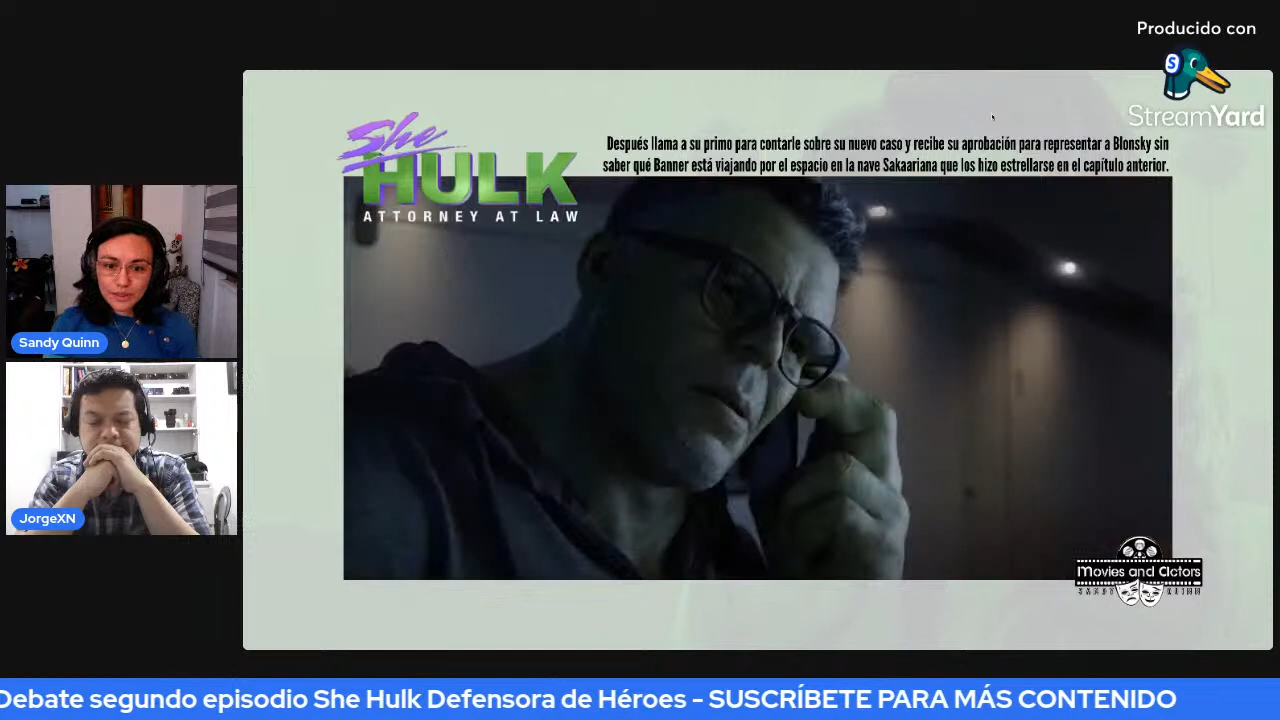 Producido con
StreamYard
She
HULK
ATTORNEY AT LAW
Después llama a su primo para contarle sobre su nuevo caso y recibe su aprobación para representar a Blonsky sin
saber qué Banner está viajando por el espacio en la nave Sakaariana que los hizo estrellarse en el capítulo anterior.
Sandy Quinn
JorgeXN
Movies and Actors
SANDY QUINN
Debate segundo episodio She Hulk Defensora de Héroes - SUSCRÍBETE PARA MÁS CONTENIDO